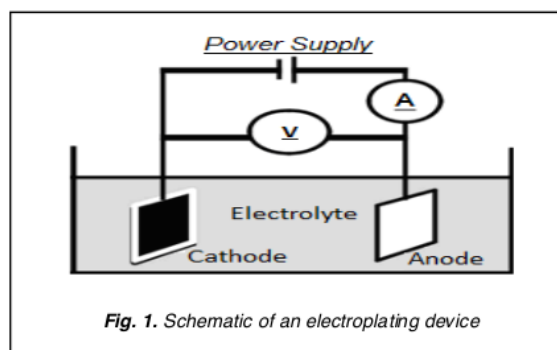 Power Supply
A
V
Electrolyte
Cathode
Anode
Fig. 1. Schematic of an electroplating device